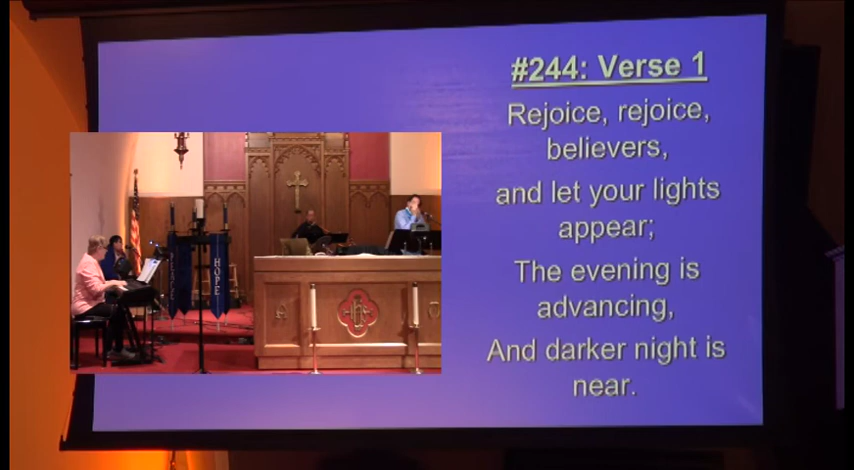 #244: Verse 1
Rejoice, rejoice,
believers,
and let your lights
appear;
The evening is
advancing,
And darker night is
near.
HOPE